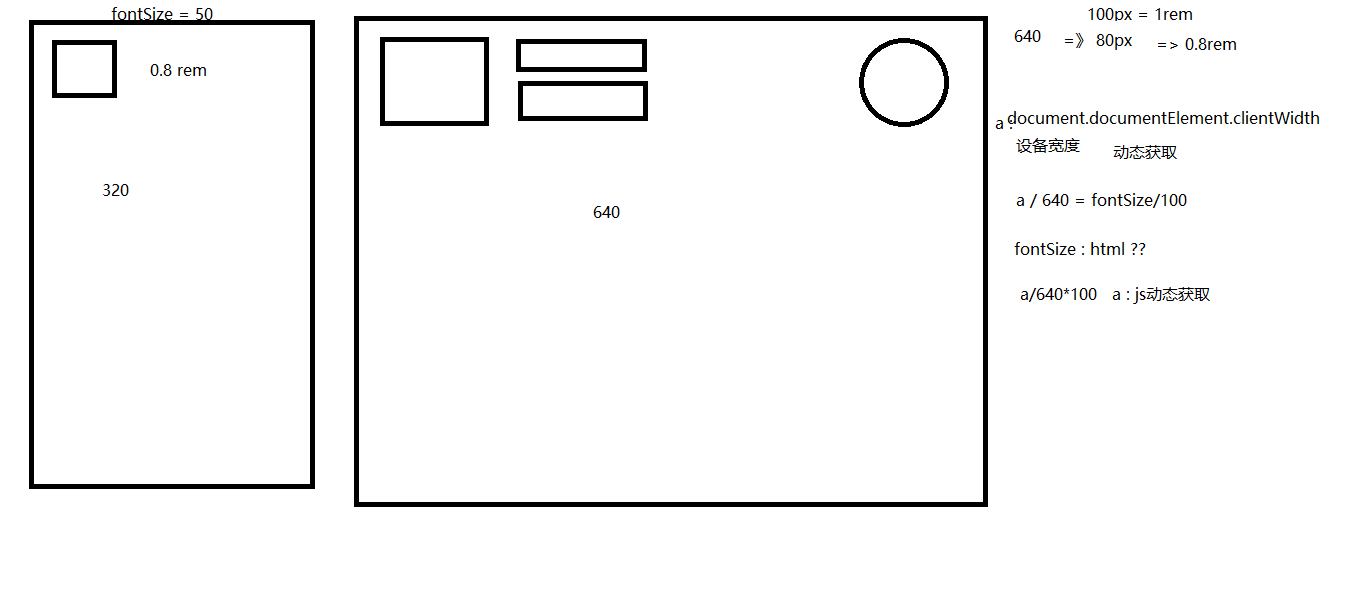 fontSize = 50
0.8 rem
320
640
100px = 1rem
640 =》 80px => 0.8rem
a : document.documentElement.clientWidth
设备宽度 动态获取
a / 640 = fontSize/100
fontSize : html ??
a/640*100 a : js动态获取